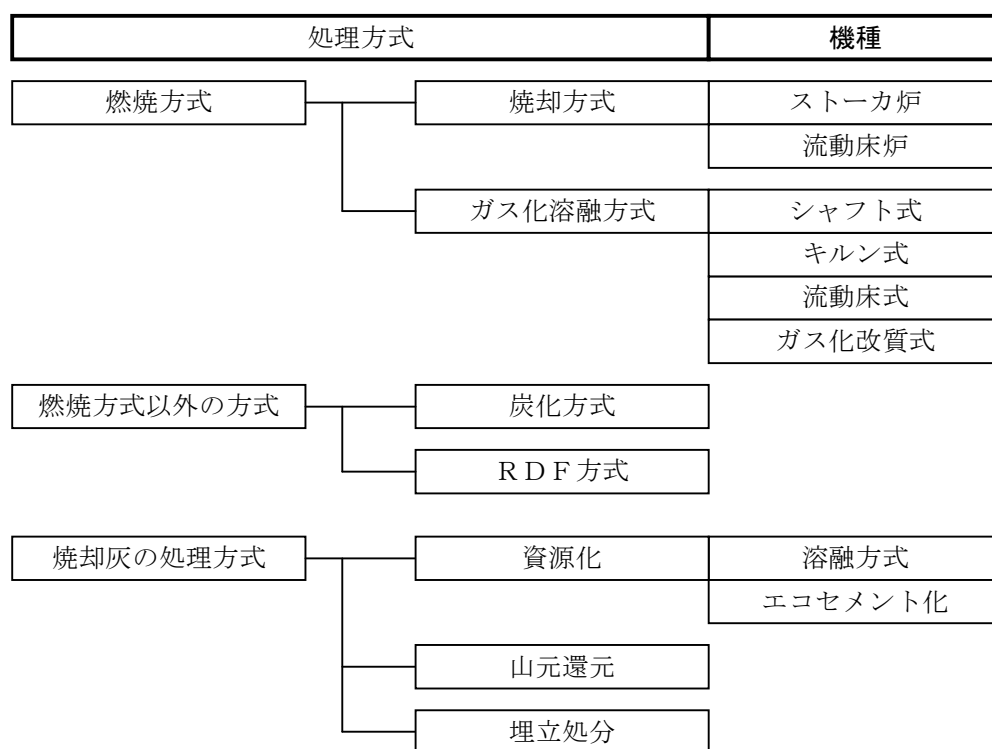 処理方式 機種
燃焼方式 焼却方式 ストーカ炉
流動床炉
ガス化溶融方式 シャフト式
キルン式
流動床式
ガス化改質式
燃焼方式以外の方式 炭化方式
ＲＤＦ方式
焼却灰の処理方式 資源化 溶融方式
エコセメント化
山元還元
埋立処分